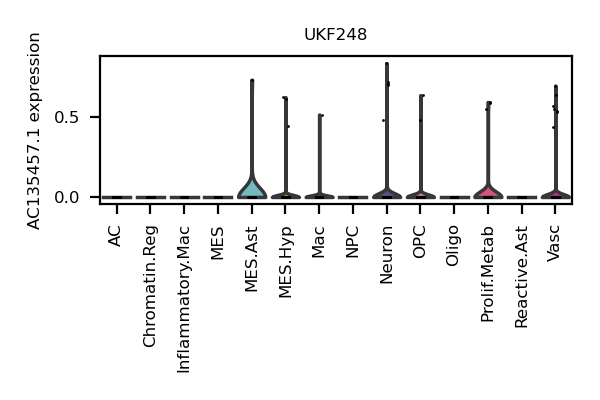 UKF248
AC135457.1 expression
0.5
0.0
AC
Chromatin.Reg
Inflammatory.Mac
MES
MES.Ast
MES.Hyp
Mac
NPC
Neuron
OPC
Oligo
Prolif.Metab
Reactive.Ast
Vasc